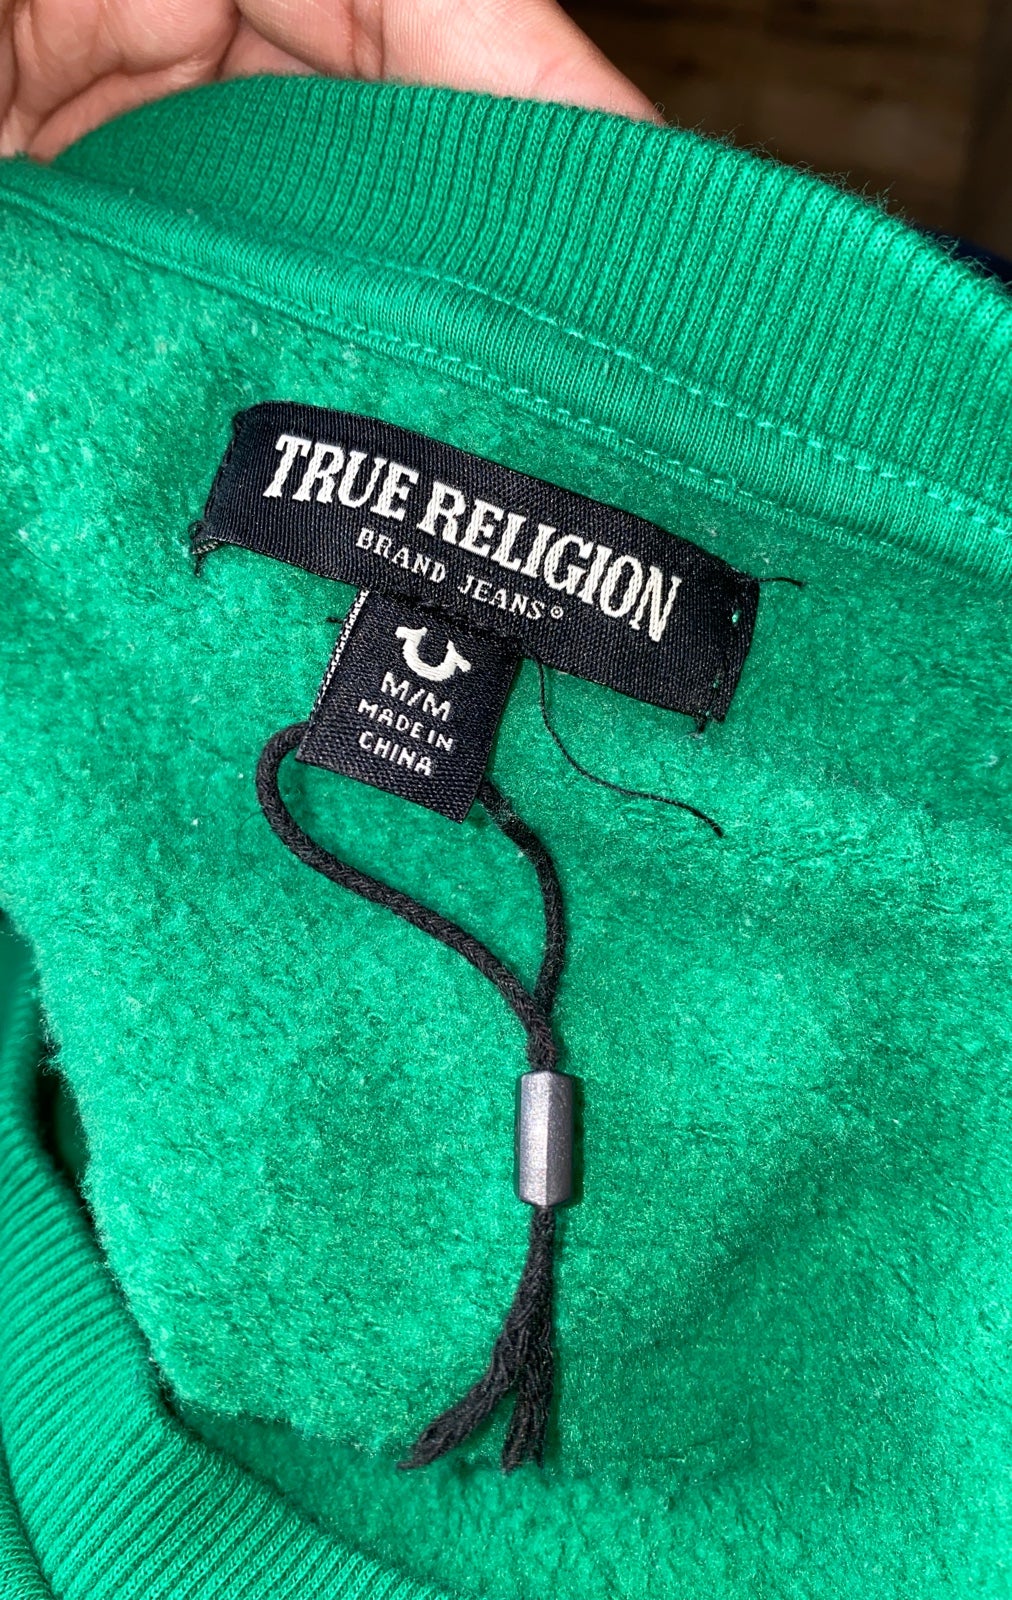 TRUE RELIGION
BRAND JEANS®
M/M
MADE IN
CHINA